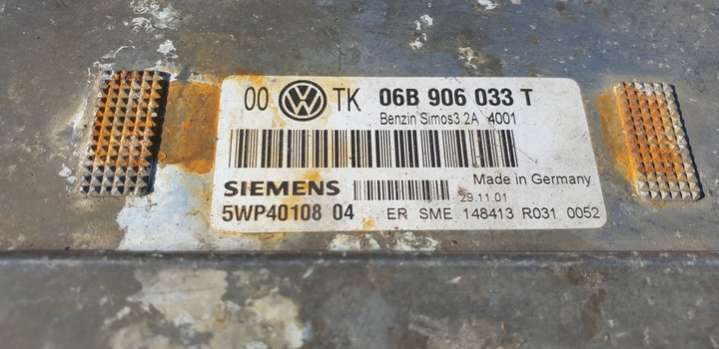 00 VW TK 06B 906 033 T
Benzin Simos3.2A 4001
SIEMENS Made in Germany
29.11.01
5WP40108 04 ER SME 148413 R031 0052